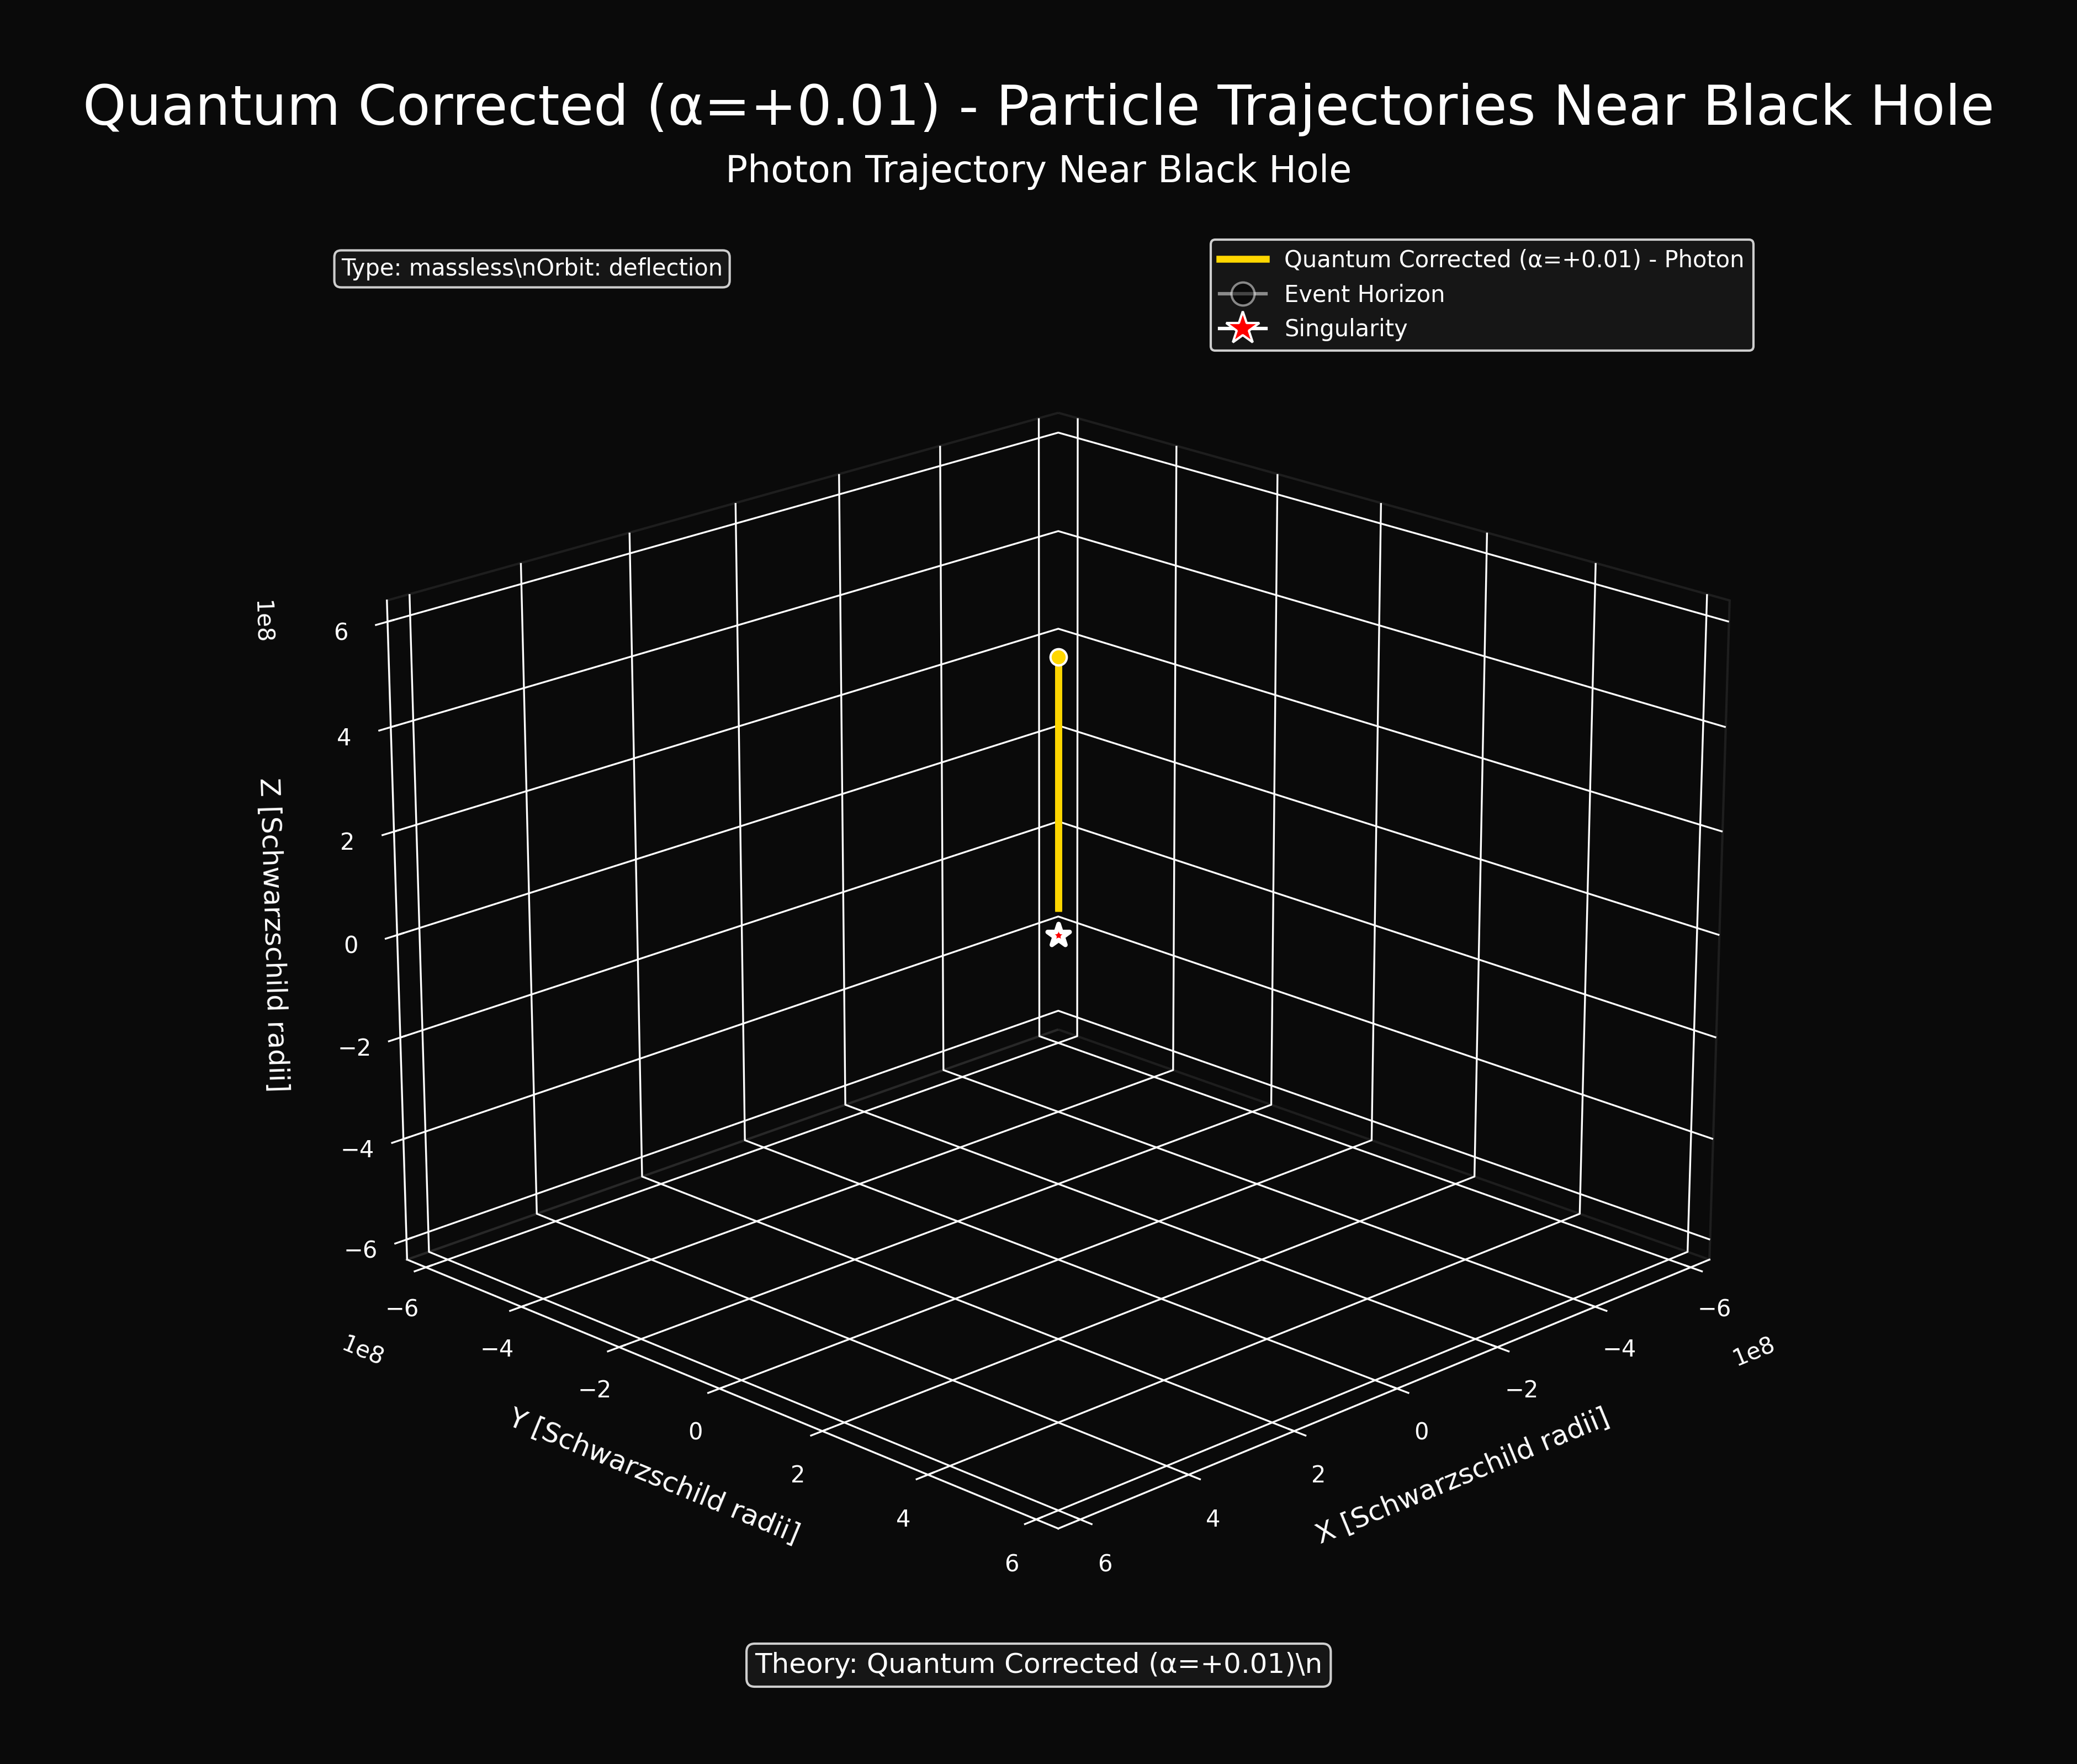 Quantum Corrected (α=+0.01) - Particle Trajectories Near Black Hole
Photon Trajectory Near Black Hole
Type: massless\nOrbit: deflection
Quantum Corrected (α=+0.01) - Photon
Event Horizon
Singularity
1e8
6
4
2
0
−2
−4
−6
Z [Schwarzschild radii]
−6
−4
−2
0
2
4
6
1e8
Y [Schwarzschild radii]
−6
−4
−2
0
2
4
6
1e8
X [Schwarzschild radii]
Theory: Quantum Corrected (α=+0.01)\n